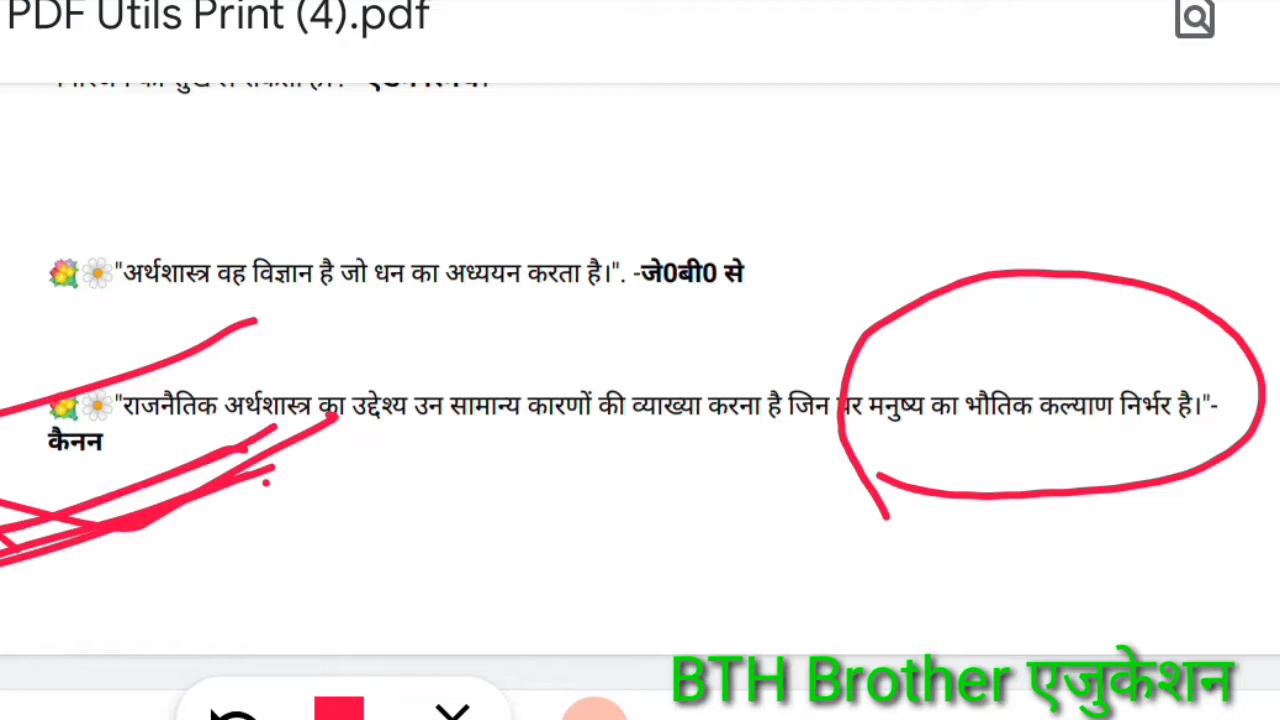 PDF Utils Print (4).pdf
"अर्थशास्त्र वह विज्ञान है जो धन का अध्ययन करता है।". -जे0बी0 से
"राजनैतिक अर्थशास्त्र का उद्देश्य उन सामान्य कारणों की व्याख्या करना है जिन पर मनुष्य का भौतिक कल्याण निर्भर है।"-
कैनन
BTH Brother एजुकेशन